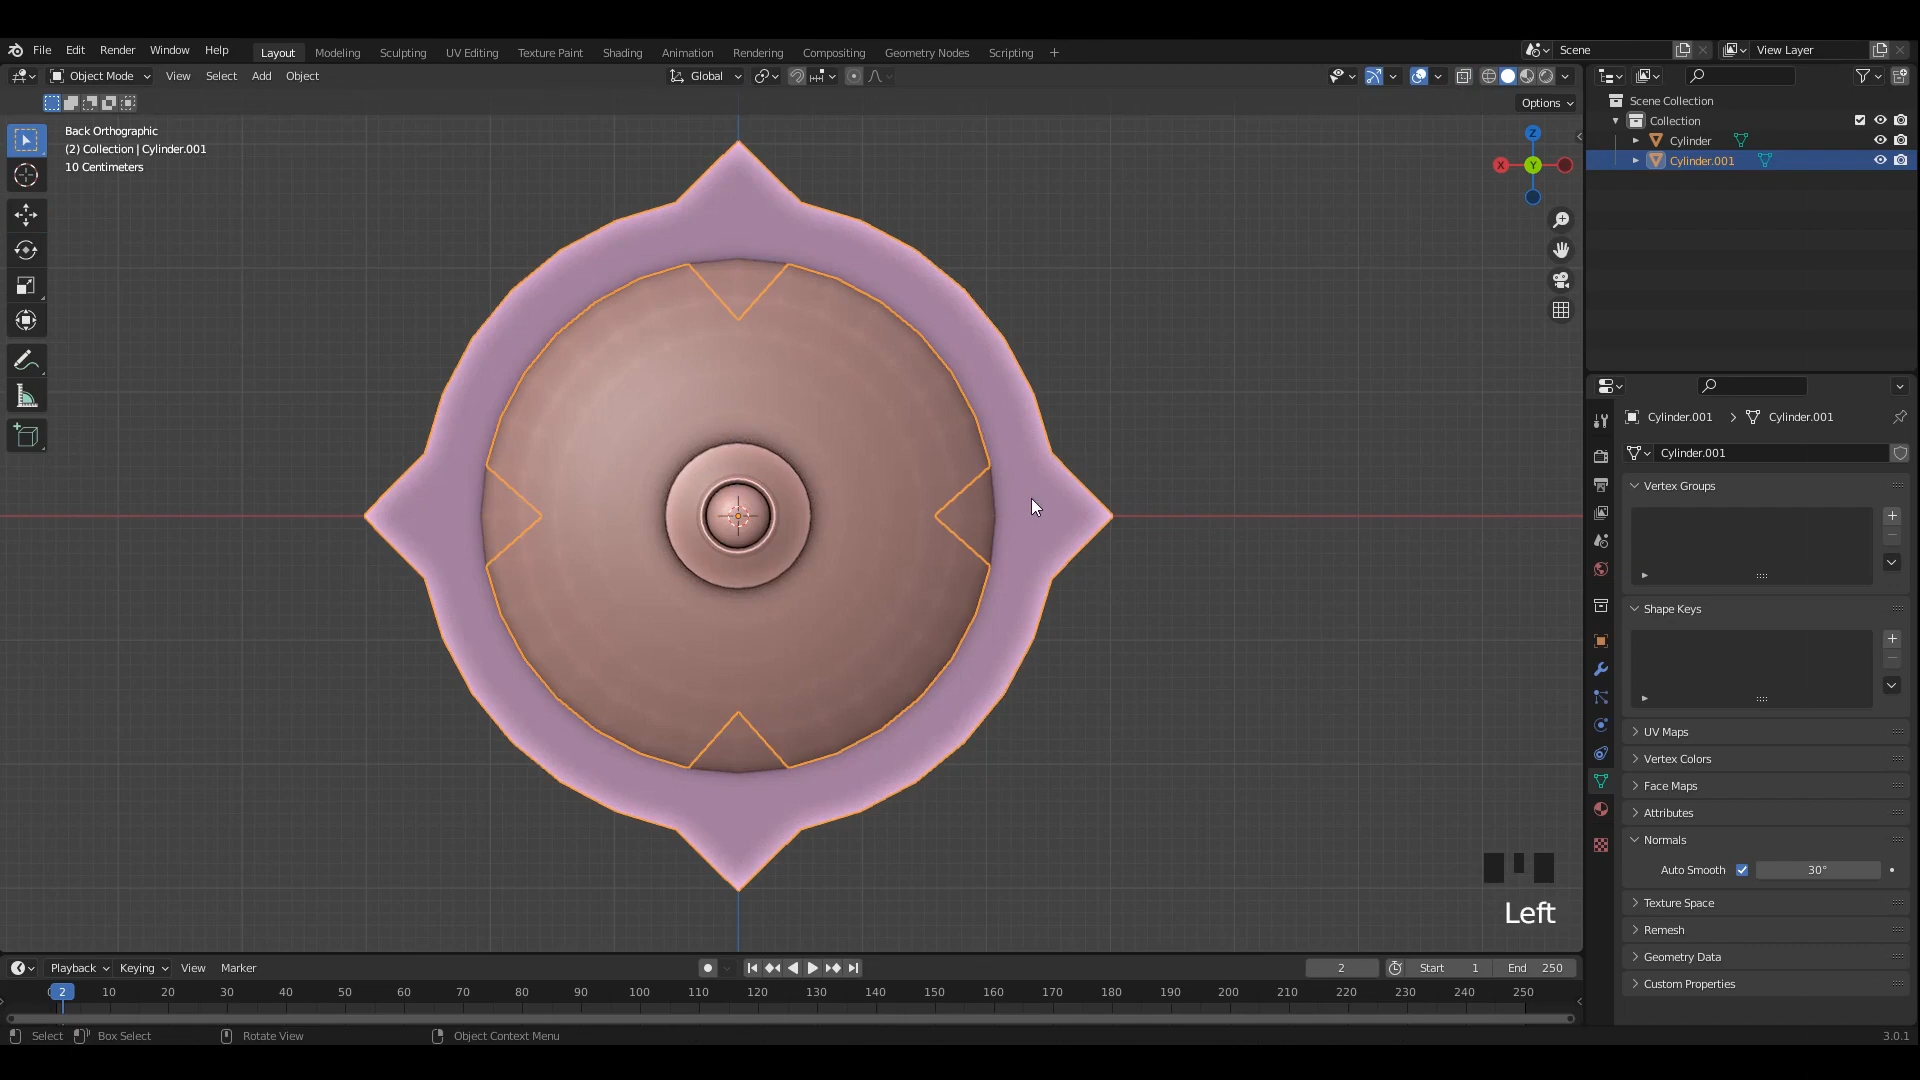 File Edit Render Window Help Layout Modeling Sculpting UV Editing Texture Paint Shading Animation Rendering Compositing Geometry Nodes Scripting + Scene View Layer
Object Mode View Select Add Object Global
Options
Back Orthographic
(2) Collection | Cylinder.001
10 Centimeters
Z
X
Y
Scene Collection
Collection
Cylinder
Cylinder.001
Cylinder.001 Cylinder.001
Cylinder.001
Vertex Groups
Shape Keys
UV Maps
Vertex Colors
Face Maps
Attributes
Normals
Auto Smooth 30°
Texture Space
Remesh
Geometry Data
Custom Properties
Left
Playback Keying View Marker 2 Start 1 End 250
2 10 20 30 40 50 60 70 80 90 100 110 120 130 140 150 160 170 180 190 200 210 220 230 240 250
Select Box Select Rotate View Object Context Menu 3.0.1